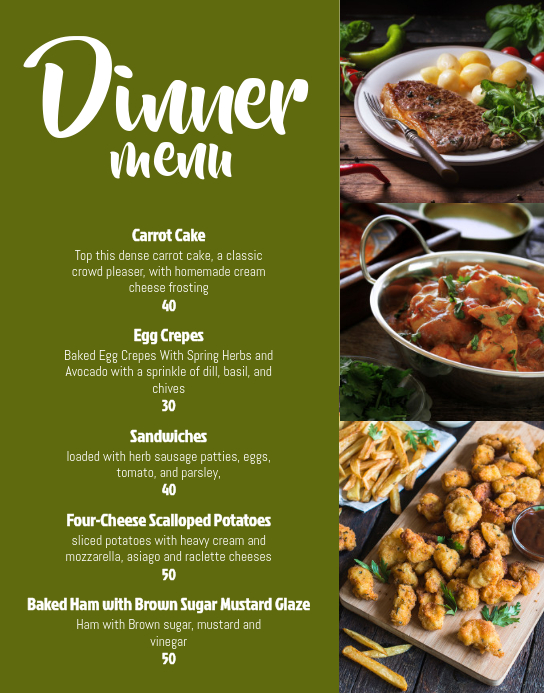 Dinner
menu
Carrot Cake
Top this dense carrot cake, a classic
crowd pleaser, with homemade cream
cheese frosting
40
Egg Crepes
Baked Egg Crepes With Spring Herbs and
Avocado with a sprinkle of dill, basil, and
chives
30
Sandwiches
loaded with herb sausage patties, eggs,
tomato, and parsley,
40
Four-Cheese Scalloped Potatoes
sliced potatoes with heavy cream and
mozzarella, asiago and raclette cheeses
50
Baked Ham with Brown Sugar Mustard Glaze
Ham with Brown sugar, mustard and
vinegar
50